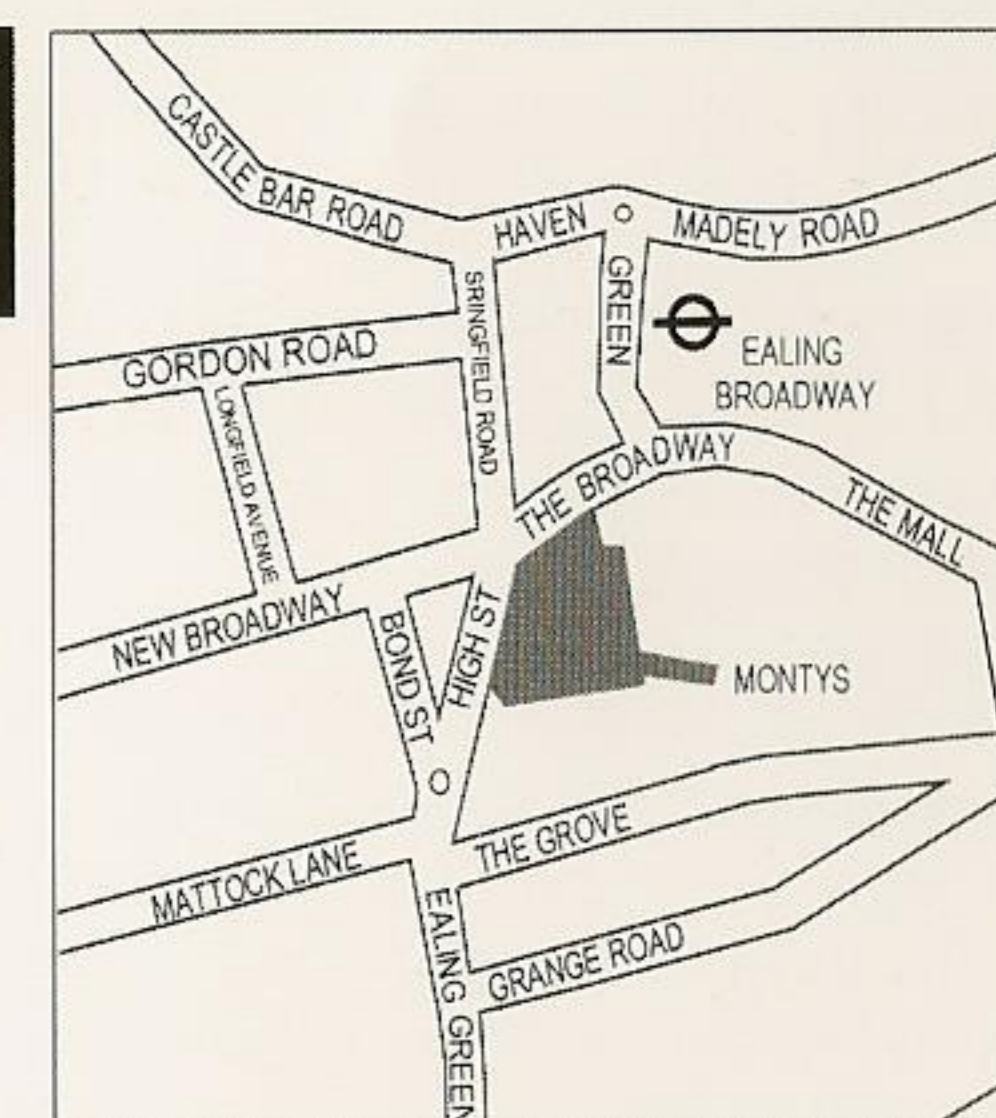 CASTLE BAR ROAD
HAVEN
GREEN
MADELY ROAD
SRINGFIELD ROAD
EALING
BROADWAY
GORDON ROAD
LONGFIELD AVENUE
THE BROADWAY
THE MALL
NEW BROADWAY
BOND ST
HIGH ST
MONTYS
THE GROVE
MATTOCK LANE
EALING GREEN
GRANGE ROAD